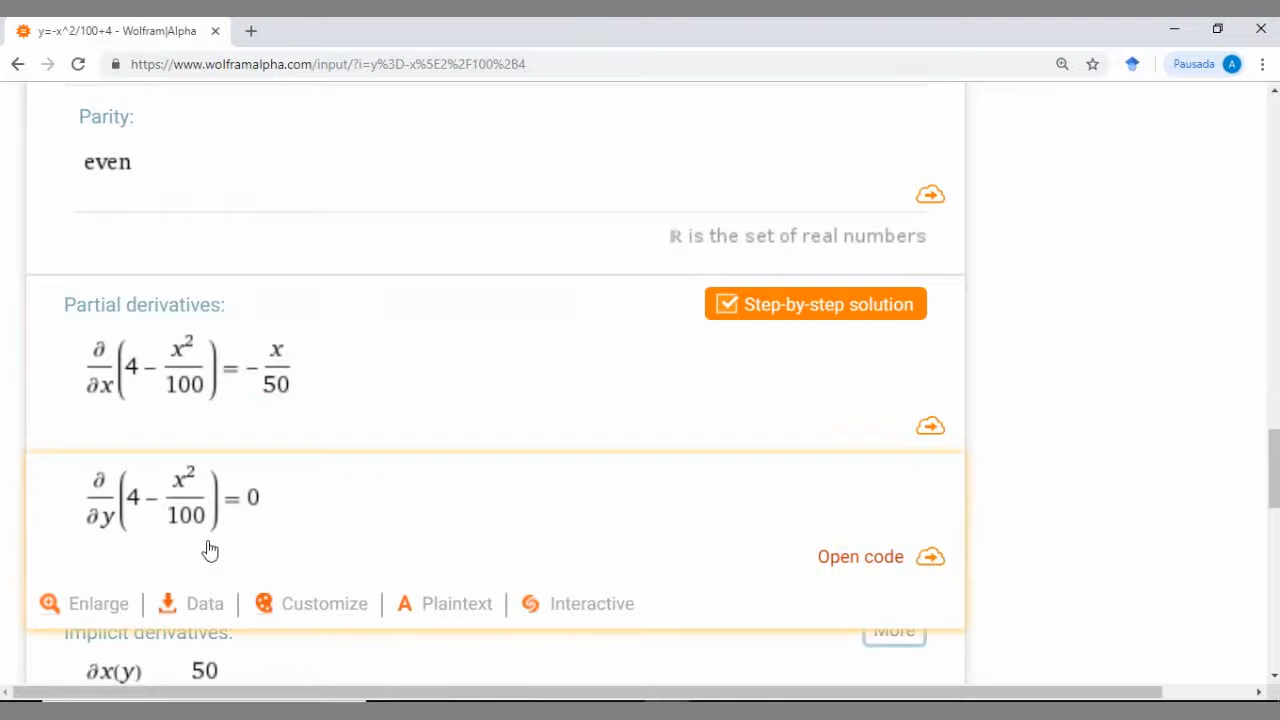 y=-x^2/100+4 - Wolfram|Alpha
https://www.wolframalpha.com/input/?i=y%3D-x%5E2%2F100%2B4
Pausada A
Parity:
even
ℝ is the set of real numbers
Partial derivatives:
Step-by-step solution
∂/∂x(4 − x²/100) = − x/50
∂/∂y(4 − x²/100) = 0
Open code
Enlarge | Data | Customize | A Plaintext | Interactive
Implicit derivatives:
More
∂x(y) 50